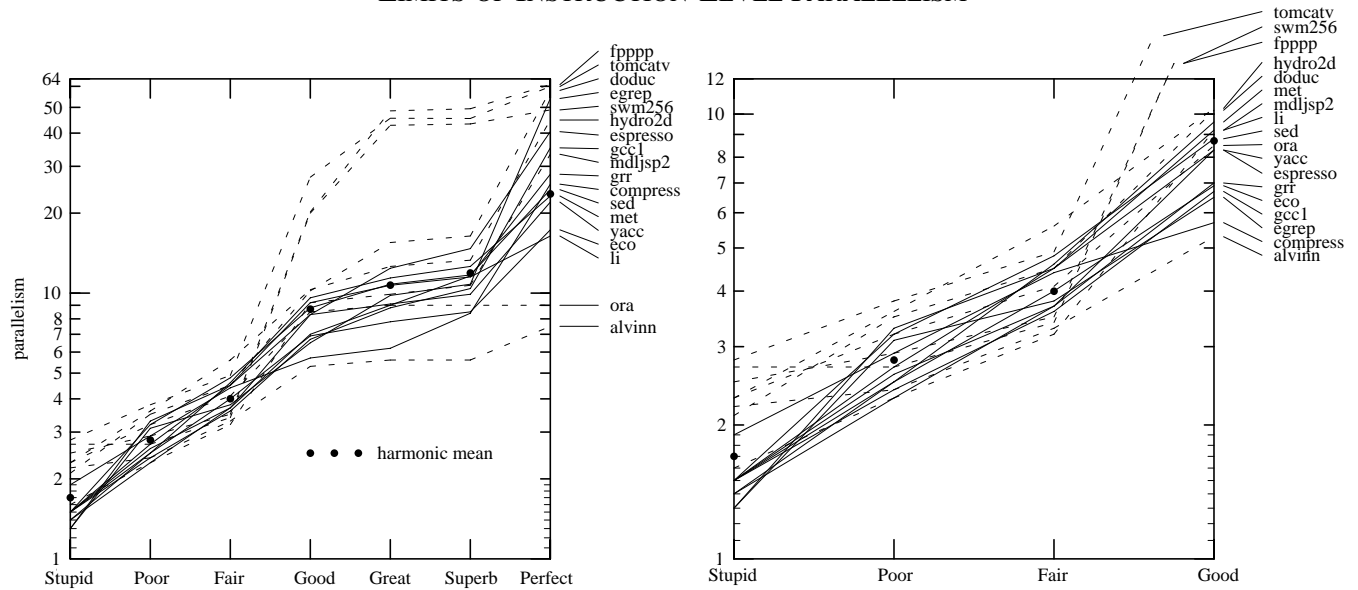 LIMITS OF INSTRUCTION-LEVEL PARALLELISM
parallelism
64
50
40
30
20
10
8
7
6
5
4
3
2
1
Stupid Poor Fair Good Great Superb Perfect
harmonic mean
fpppp
tomcatv
doduc
egrep
swm256
hydro2d
espresso
gcc1
mdljsp2
grr
compress
sed
met
yacc
eco
li
ora
alvinn
12
10
8
7
6
5
4
3
2
1
Stupid Poor Fair Good
tomcatv
swm256
fpppp
hydro2d
doduc
met
mdljsp2
li
sed
ora
yacc
espresso
grr
eco
gcc1
egrep
compress
alvinn